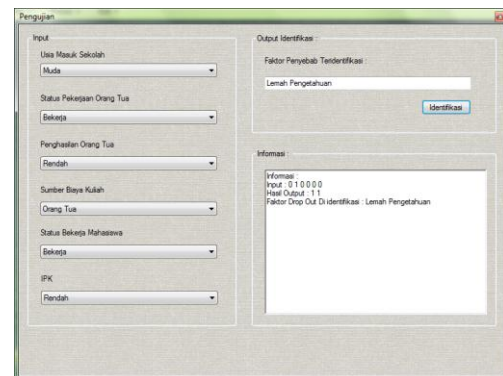 Pengujian
Input
Usia Masuk Sekolah
Muda
Status Pekerjaan Orang Tua
Bekerja
Penghasilan Orang Tua
Rendah
Sumber Biaya Kuliah
Orang Tua
Status Bekerja Mahasiswa
Bekerja
IPK
Rendah
Output Identifikasi :
Faktor Penyebab Teridentifikasi :
Lemah Pengetahuan
Identifikasi
Informasi :
Informasi :
Input : 0 1 0 0 0 0
Hasil Output : 1 1
Faktor Drop Out Di identifikasi : Lemah Pengetahuan